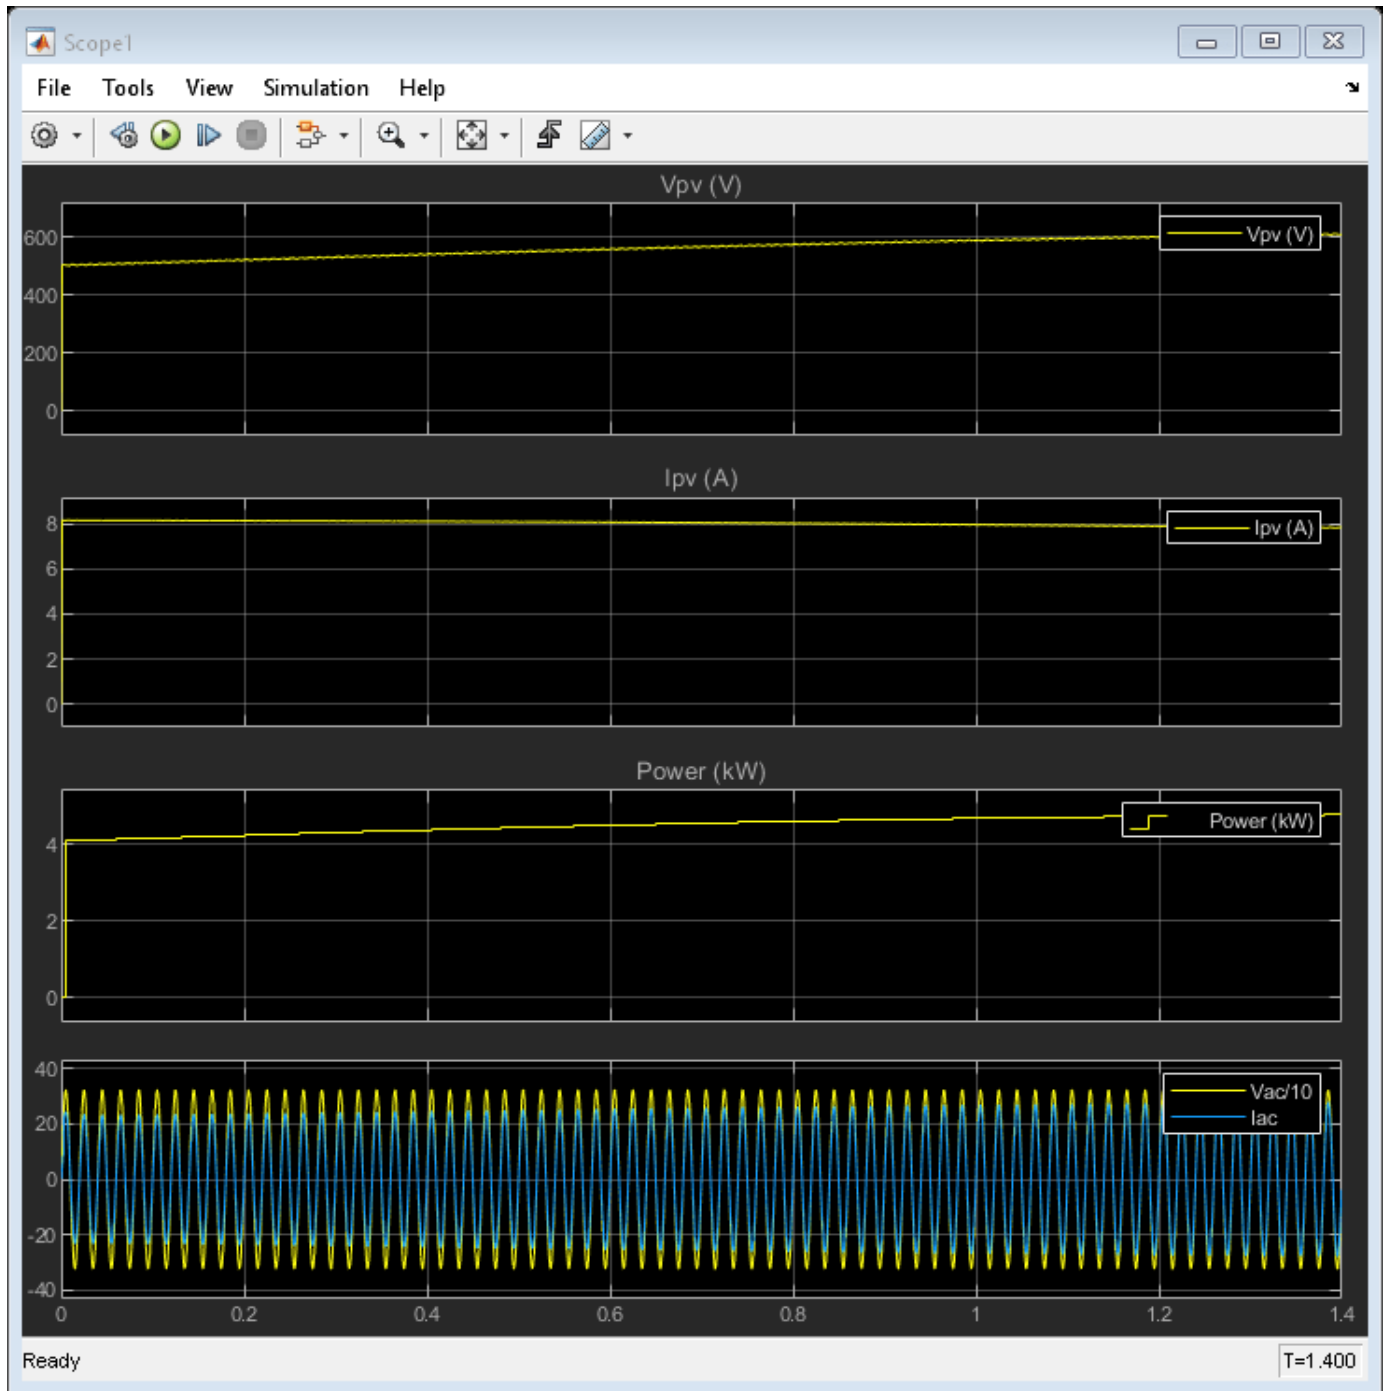 Scope1
File Tools View Simulation Help
Vpv (V)
600
400
200
0
Vpv (V)
Ipv (A)
8
6
4
2
0
Ipv (A)
Power (kW)
4
2
0
Power (kW)
40
20
0
-20
-40
Vac/10
Iac
0 0.2 0.4 0.6 0.8 1 1.2 1.4
Ready T=1.400